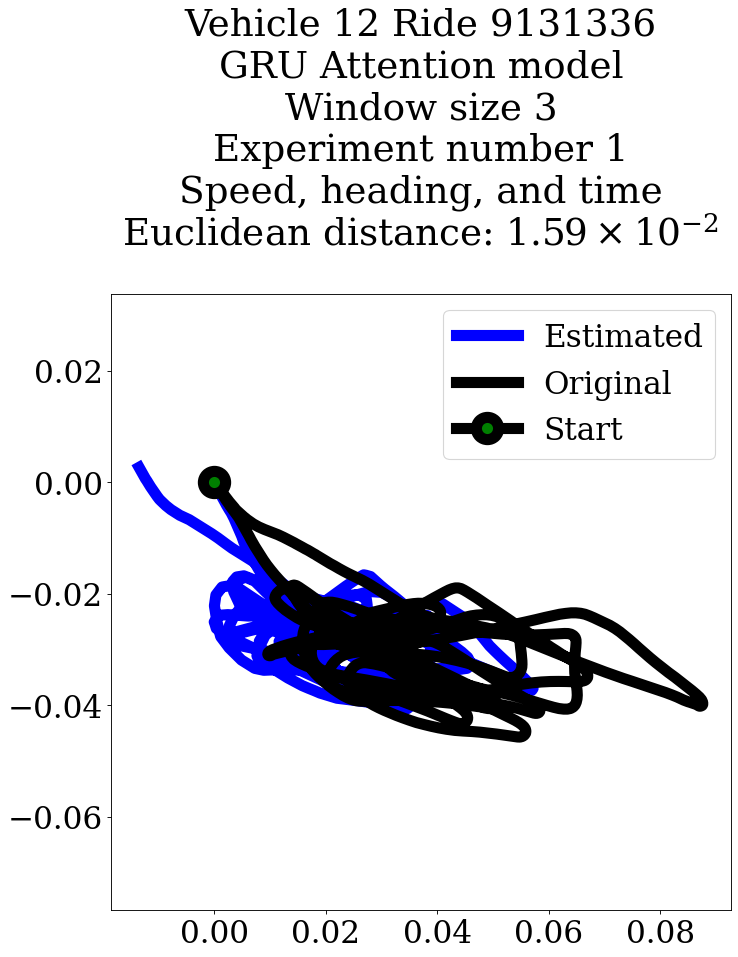 Vehicle 12 Ride 9131336
GRU Attention model
Window size 3
Experiment number 1
Speed, heading, and time
Euclidean distance: 1.59 × 10⁻²
Estimated
Original
Start
0.02
0.00
−0.02
−0.04
−0.06
0.00 0.02 0.04 0.06 0.08